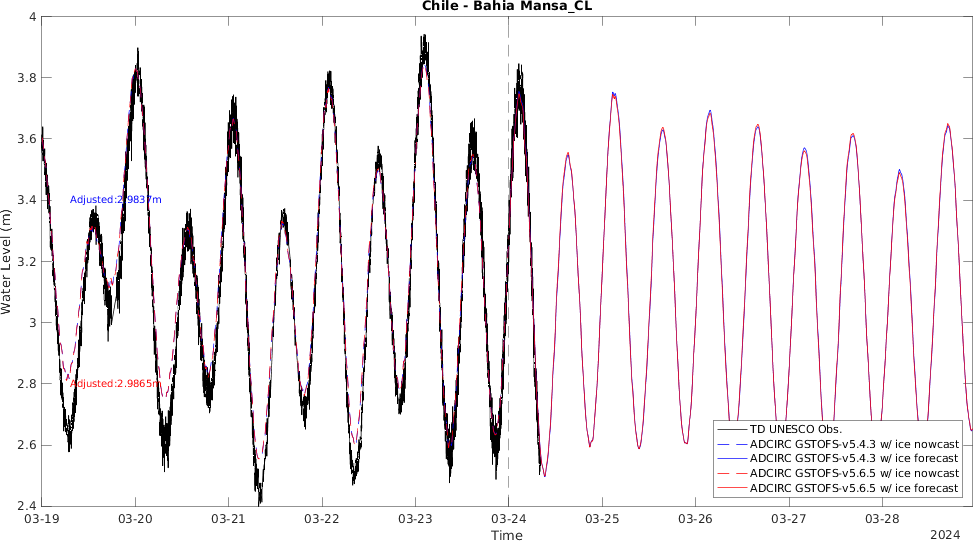 Chile - Bahia Mansa_CL
Water Level (m)
4
3.8
3.6
3.4
3.2
3
2.8
2.6
2.4
Adjusted:2.9837m
Adjusted:2.9865m
TD UNESCO Obs.
ADCIRC GSTOFS-v5.4.3 w/ ice nowcast
ADCIRC GSTOFS-v5.4.3 w/ ice forecast
ADCIRC GSTOFS-v5.6.5 w/ ice nowcast
ADCIRC GSTOFS-v5.6.5 w/ ice forecast
03-19 03-20 03-21 03-22 03-23 03-24 03-25 03-26 03-27 03-28
Time
2024